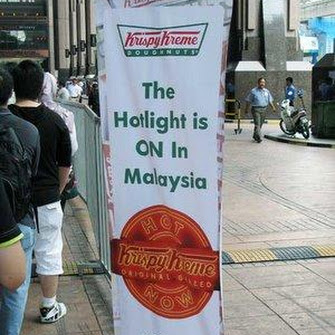 Krispy Kreme
DOUGHNUTS
The
Hotlight is
ON In
Malaysia
HOT
Krispy Kreme
ORIGINAL GLAZED
NOW